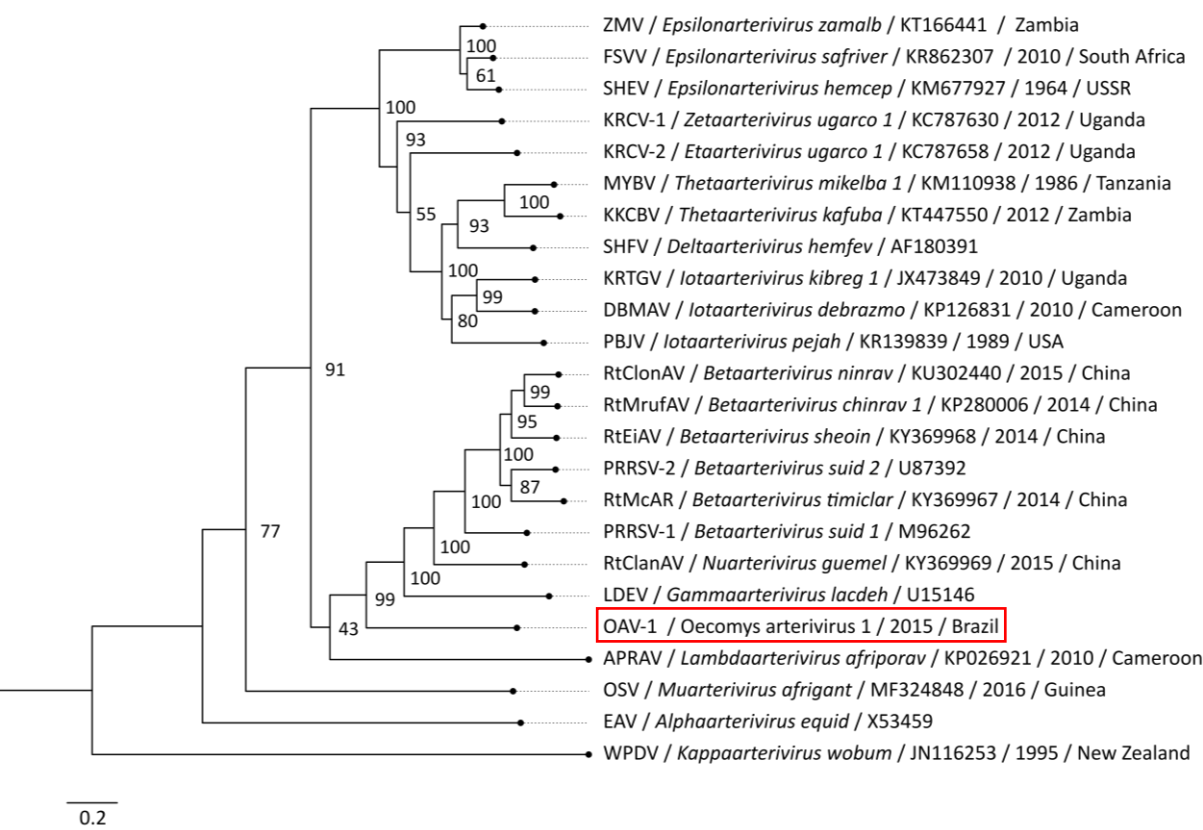 ZMV / Epsilonarterivirus zamalb / KT166441 / Zambia
100
FSVV / Epsilonarterivirus safriver / KR862307 / 2010 / South Africa
61
SHEV / Epsilonarterivirus hemcep / KM677927 / 1964 / USSR
100
KRCV-1 / Zetaarterivirus ugarco 1 / KC787630 / 2012 / Uganda
93
KRCV-2 / Etaarterivirus ugarco 1 / KC787658 / 2012 / Uganda
MYBV / Thetaarterivirus mikelba 1 / KM110938 / 1986 / Tanzania
100
55
KKCBV / Thetaarterivirus kafuba / KT447550 / 2012 / Zambia
93
SHFV / Deltaarterivirus hemfev / AF180391
100
KRTGV / Iotaarterivirus kibreg 1 / JX473849 / 2010 / Uganda
99
DBMAV / Iotaarterivirus debrazmo / KP126831 / 2010 / Cameroon
80
PBJV / Iotaarterivirus pejah / KR139839 / 1989 / USA
91
RtClonAV / Betaarterivirus ninrav / KU302440 / 2015 / China
99
RtMrufAV / Betaarterivirus chinrav 1 / KP280006 / 2014 / China
95
RtEiAV / Betaarterivirus sheoin / KY369968 / 2014 / China
100
PRRSV-2 / Betaarterivirus suid 2 / U87392
87
RtMcAR / Betaarterivirus timiclar / KY369967 / 2014 / China
100
PRRSV-1 / Betaarterivirus suid 1 / M96262
77
100
RtClanAV / Nuarterivirus guemel / KY369969 / 2015 / China
100
LDEV / Gammaarterivirus lacdeh / U15146
99
OAV-1 / Oecomys arterivirus 1 / 2015 / Brazil
43
APRAV / Lambdaarterivirus afriporav / KP026921 / 2010 / Cameroon
OSV / Muarterivirus afrigant / MF324848 / 2016 / Guinea
EAV / Alphaarterivirus equid / X53459
WPDV / Kappaarterivirus wobum / JN116253 / 1995 / New Zealand
0.2